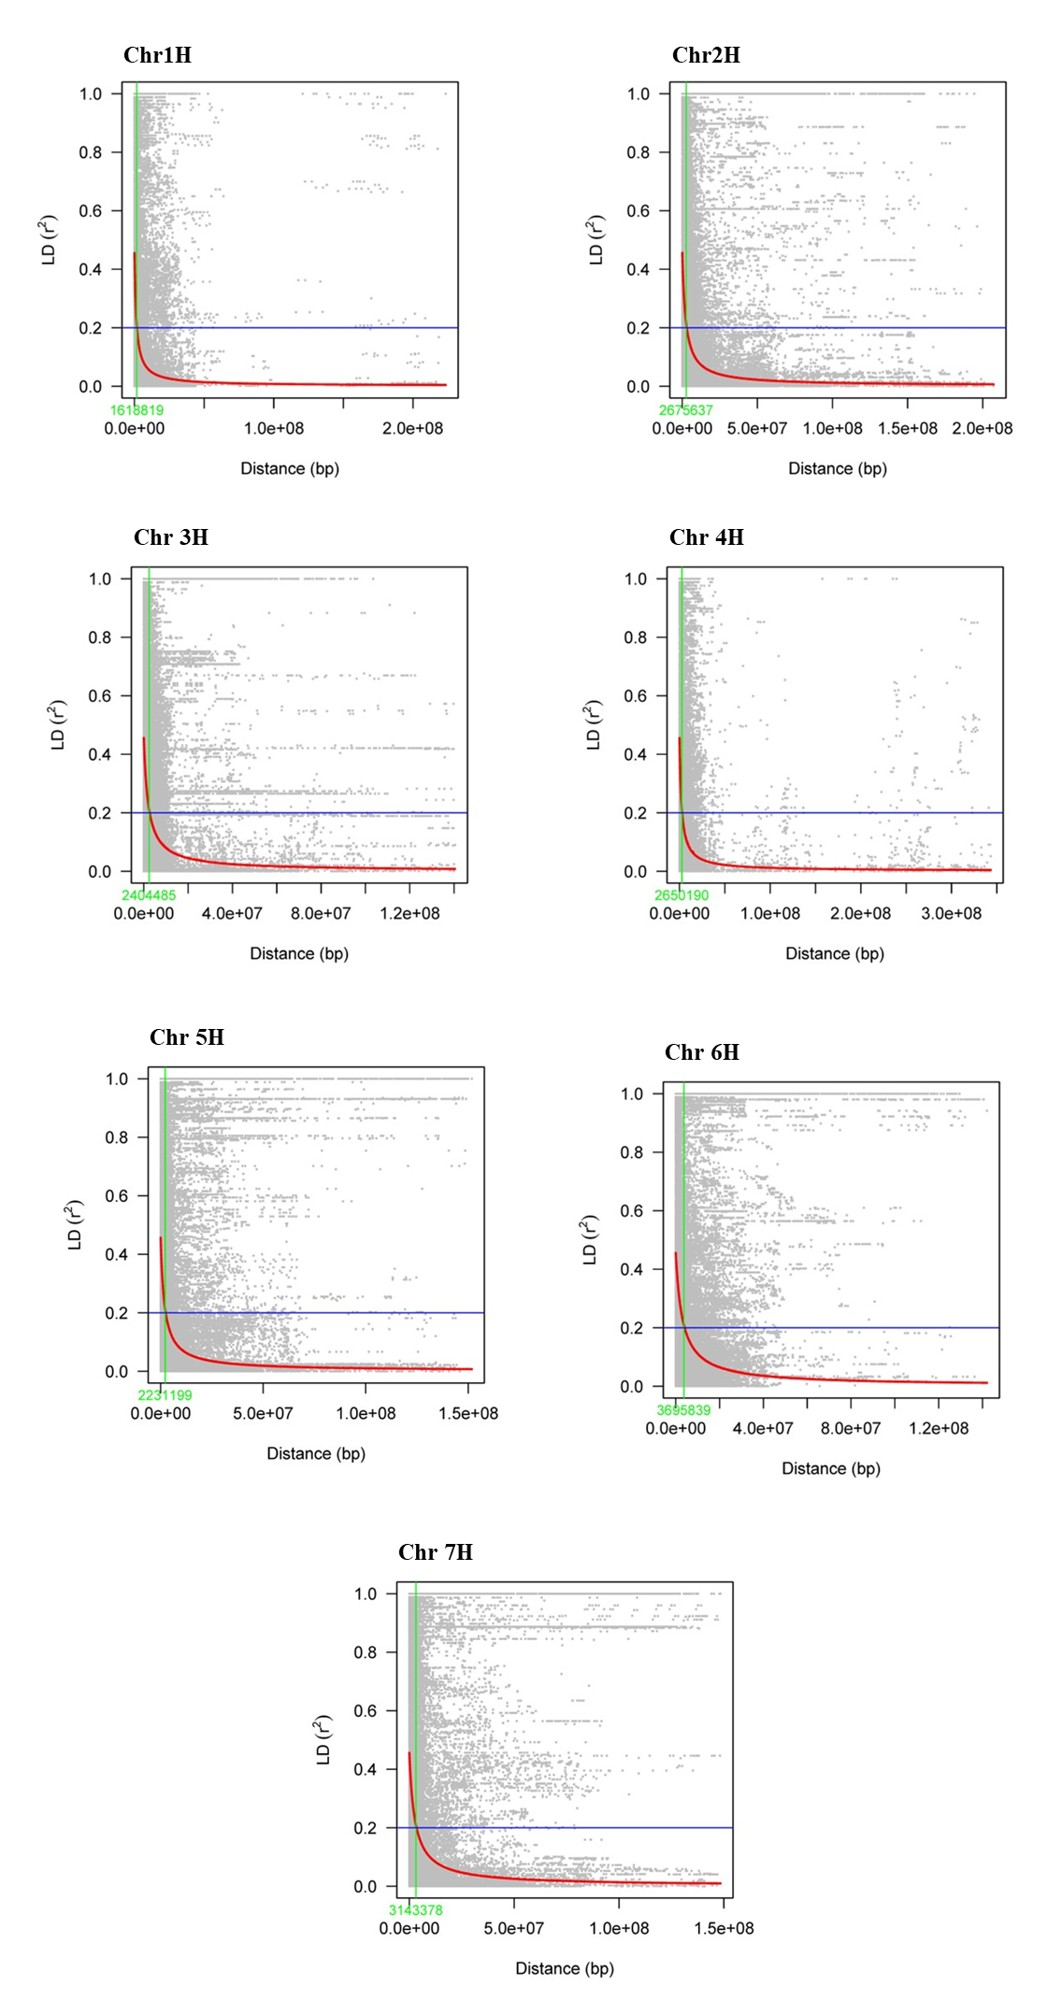 Chr1H
LD (r²)
1.0
0.8
0.6
0.4
0.2
0.0
1618819
0.0e+00 1.0e+08 2.0e+08
Distance (bp)
Chr2H
LD (r²)
1.0
0.8
0.6
0.4
0.2
0.0
2675637
0.0e+00 5.0e+07 1.0e+08 1.5e+08 2.0e+08
Distance (bp)
Chr 3H
LD (r²)
1.0
0.8
0.6
0.4
0.2
0.0
2404485
0.0e+00 4.0e+07 8.0e+07 1.2e+08
Distance (bp)
Chr 4H
LD (r²)
1.0
0.8
0.6
0.4
0.2
0.0
2650190
0.0e+00 1.0e+08 2.0e+08 3.0e+08
Distance (bp)
Chr 5H
LD (r²)
1.0
0.8
0.6
0.4
0.2
0.0
2231199
0.0e+00 5.0e+07 1.0e+08 1.5e+08
Distance (bp)
Chr 6H
LD (r²)
1.0
0.8
0.6
0.4
0.2
0.0
3695839
0.0e+00 4.0e+07 8.0e+07 1.2e+08
Distance (bp)
Chr 7H
LD (r²)
1.0
0.8
0.6
0.4
0.2
0.0
3143378
0.0e+00 5.0e+07 1.0e+08 1.5e+08
Distance (bp)